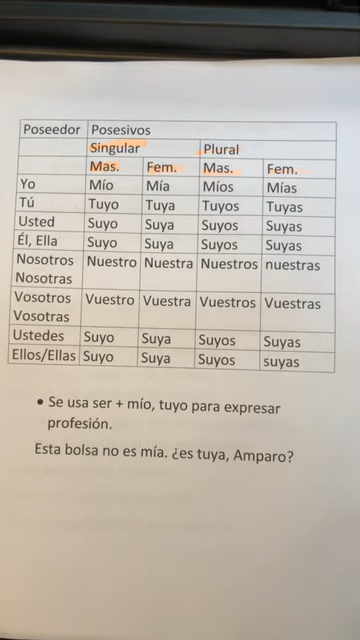 Poseedor Posesivos
Singular Plural
Mas. Fem. Mas. Fem.
Yo Mío Mía Míos Mías
Tú Tuyo Tuya Tuyos Tuyas
Usted Suyo Suya Suyos Suyas
Él, Ella Suyo Suya Suyos Suyas
Nosotros Nuestro Nuestra Nuestros nuestras
Nosotras
Vosotros Vuestro Vuestra Vuestros Vuestras
Vosotras
Ustedes Suyo Suya Suyos Suyas
Ellos/Ellas Suyo Suya Suyos suyas
• Se usa ser + mío, tuyo para expresar
profesión.
Esta bolsa no es mía. ¿es tuya, Amparo?